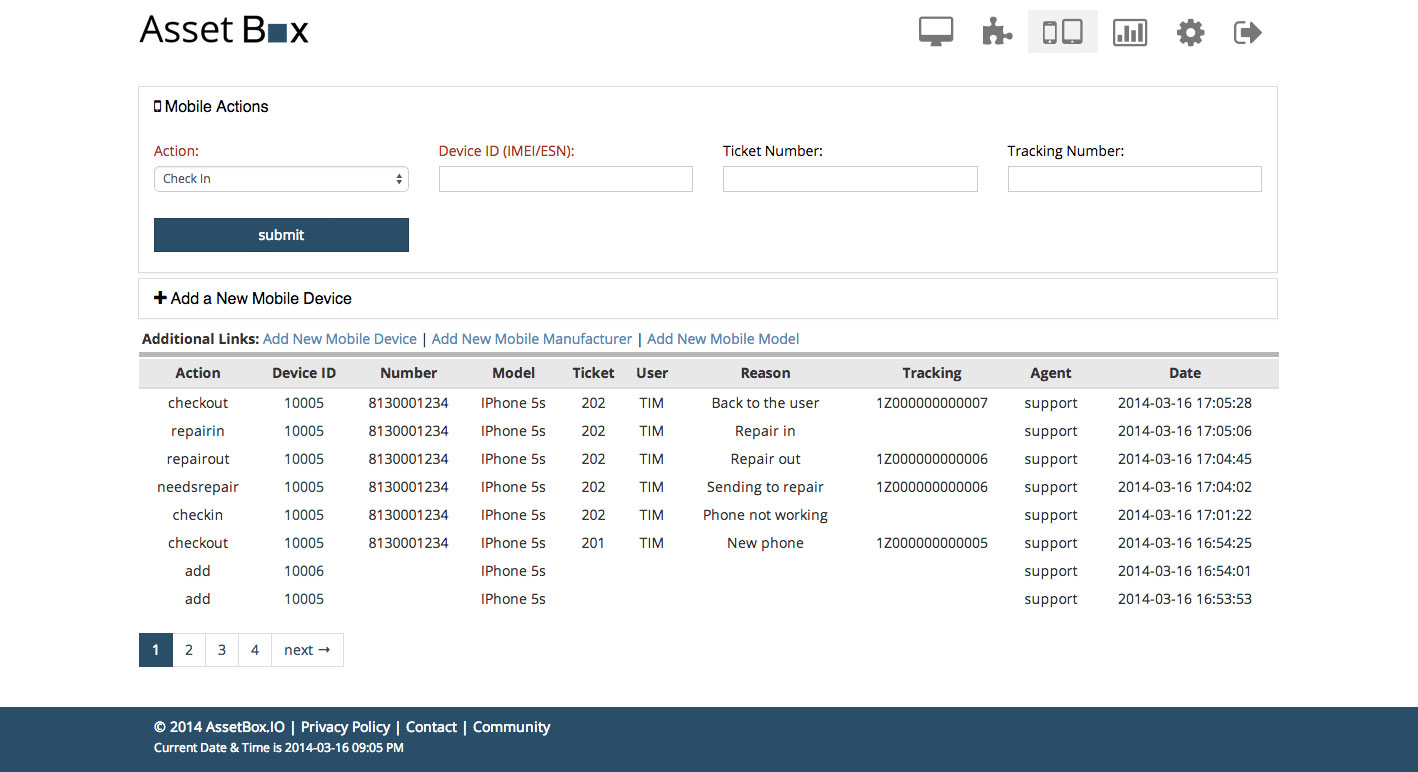 Asset Box
Mobile Actions
Action: Device ID (IMEI/ESN): Ticket Number: Tracking Number:
Check In
submit
Add a New Mobile Device
Additional Links: Add New Mobile Device | Add New Mobile Manufacturer | Add New Mobile Model
Action Device ID Number Model Ticket User Reason Tracking Agent Date
checkout 10005 8130001234 IPhone 5s 202 TIM Back to the user 1Z000000000007 support 2014-03-16 17:05:28
repairin 10005 8130001234 IPhone 5s 202 TIM Repair in support 2014-03-16 17:05:06
repairout 10005 8130001234 IPhone 5s 202 TIM Repair out 1Z000000000006 support 2014-03-16 17:04:45
needsrepair 10005 8130001234 IPhone 5s 202 TIM Sending to repair 1Z000000000006 support 2014-03-16 17:04:02
checkin 10005 8130001234 IPhone 5s 202 TIM Phone not working support 2014-03-16 17:01:22
checkout 10005 8130001234 IPhone 5s 201 TIM New phone 1Z000000000005 support 2014-03-16 16:54:25
add 10006 IPhone 5s support 2014-03-16 16:54:01
add 10005 IPhone 5s support 2014-03-16 16:53:53
1 2 3 4 next →
© 2014 AssetBox.IO | Privacy Policy | Contact | Community
Current Date & Time is 2014-03-16 09:05 PM